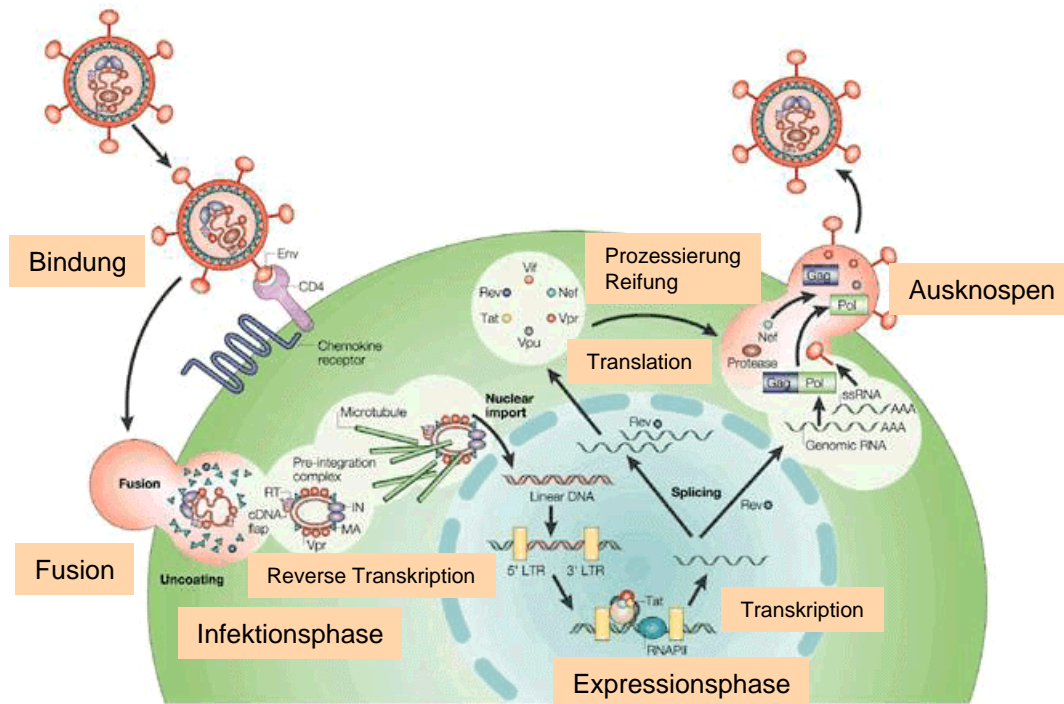 Bindung
Env
CD4
Chemokine
receptor
Vif
Rev
Nef
Tat
Vpr
Vpu
Prozessierung
Reifung
Translation
Gag
Pol
Ausknospen
Nef
Protease
Gag
Pol
ssRNA
AAA
AAA
Genomic RNA
Microtubule
Nuclear
import
Pre-integration
complex
RT
cDNA
flap
IN
MA
Vpr
Fusion
Uncoating
Fusion
Reverse Transkription
Infektionsphase
Rev
Linear DNA
Splicing
Rev
5' LTR
3' LTR
Tat
RNAPII
Transkription
Expressionsphase